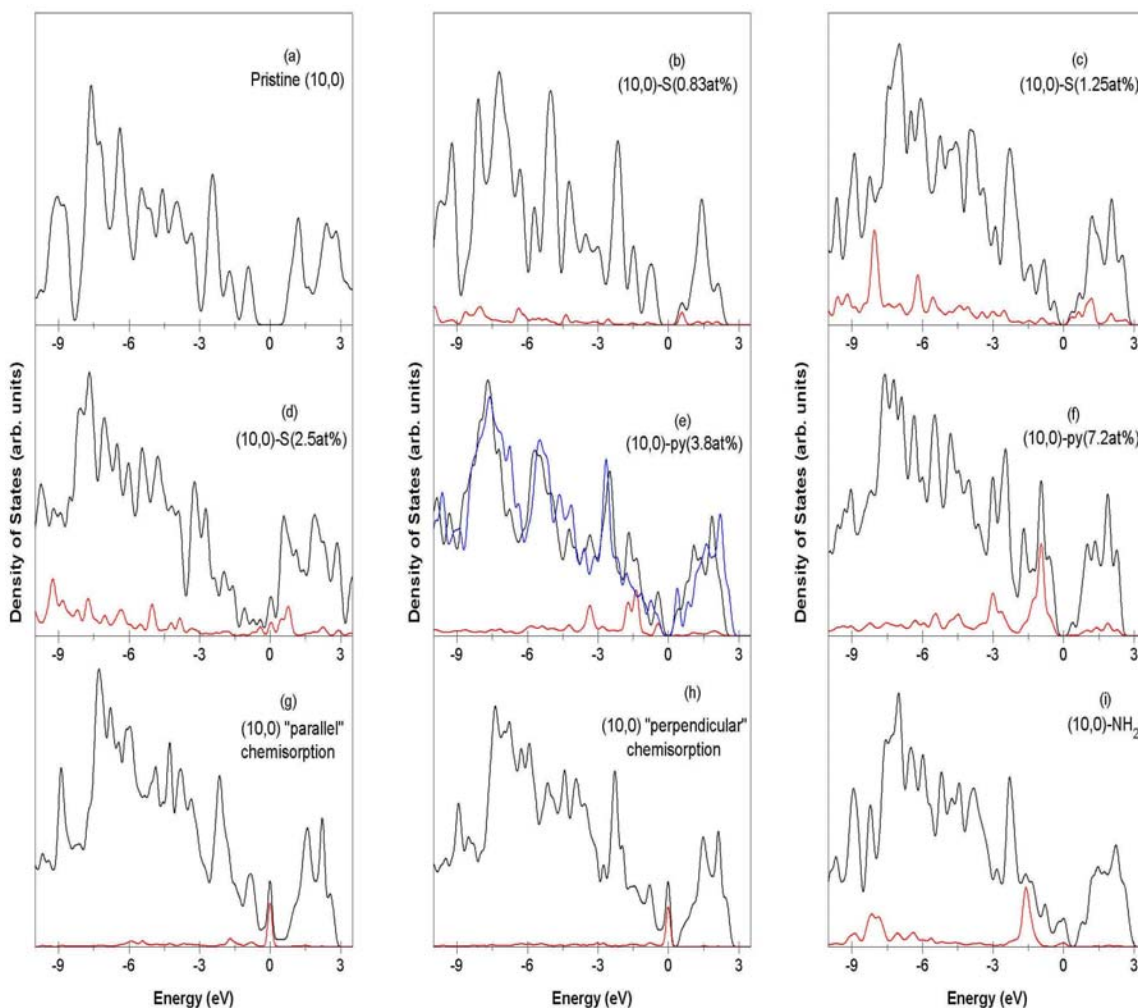 (a)
Pristine (10,0)
(b)
(10,0)-S(0.83at%)
(c)
(10,0)-S(1.25at%)
-9 -6 -3 0 3
-9 -6 -3 0 3
-9 -6 -3 0 3
Density of States (arb. units)
Density of States (arb. units)
Density of States (arb. units)
(d)
(10,0)-S(2.5at%)
(e)
(10,0)-py(3.8at%)
(f)
(10,0)-py(7.2at%)
-9 -6 -3 0 3
-9 -6 -3 0 3
-9 -6 -3 0 3
(g)
(10,0) "parallel"
chemisorption
(h)
(10,0) "perpendicular"
chemisorption
(i)
(10,0)-NH2
-9 -6 -3 0 3
-9 -6 -3 0 3
-9 -6 -3 0 3
Energy (eV)
Energy (eV)
Energy (eV)